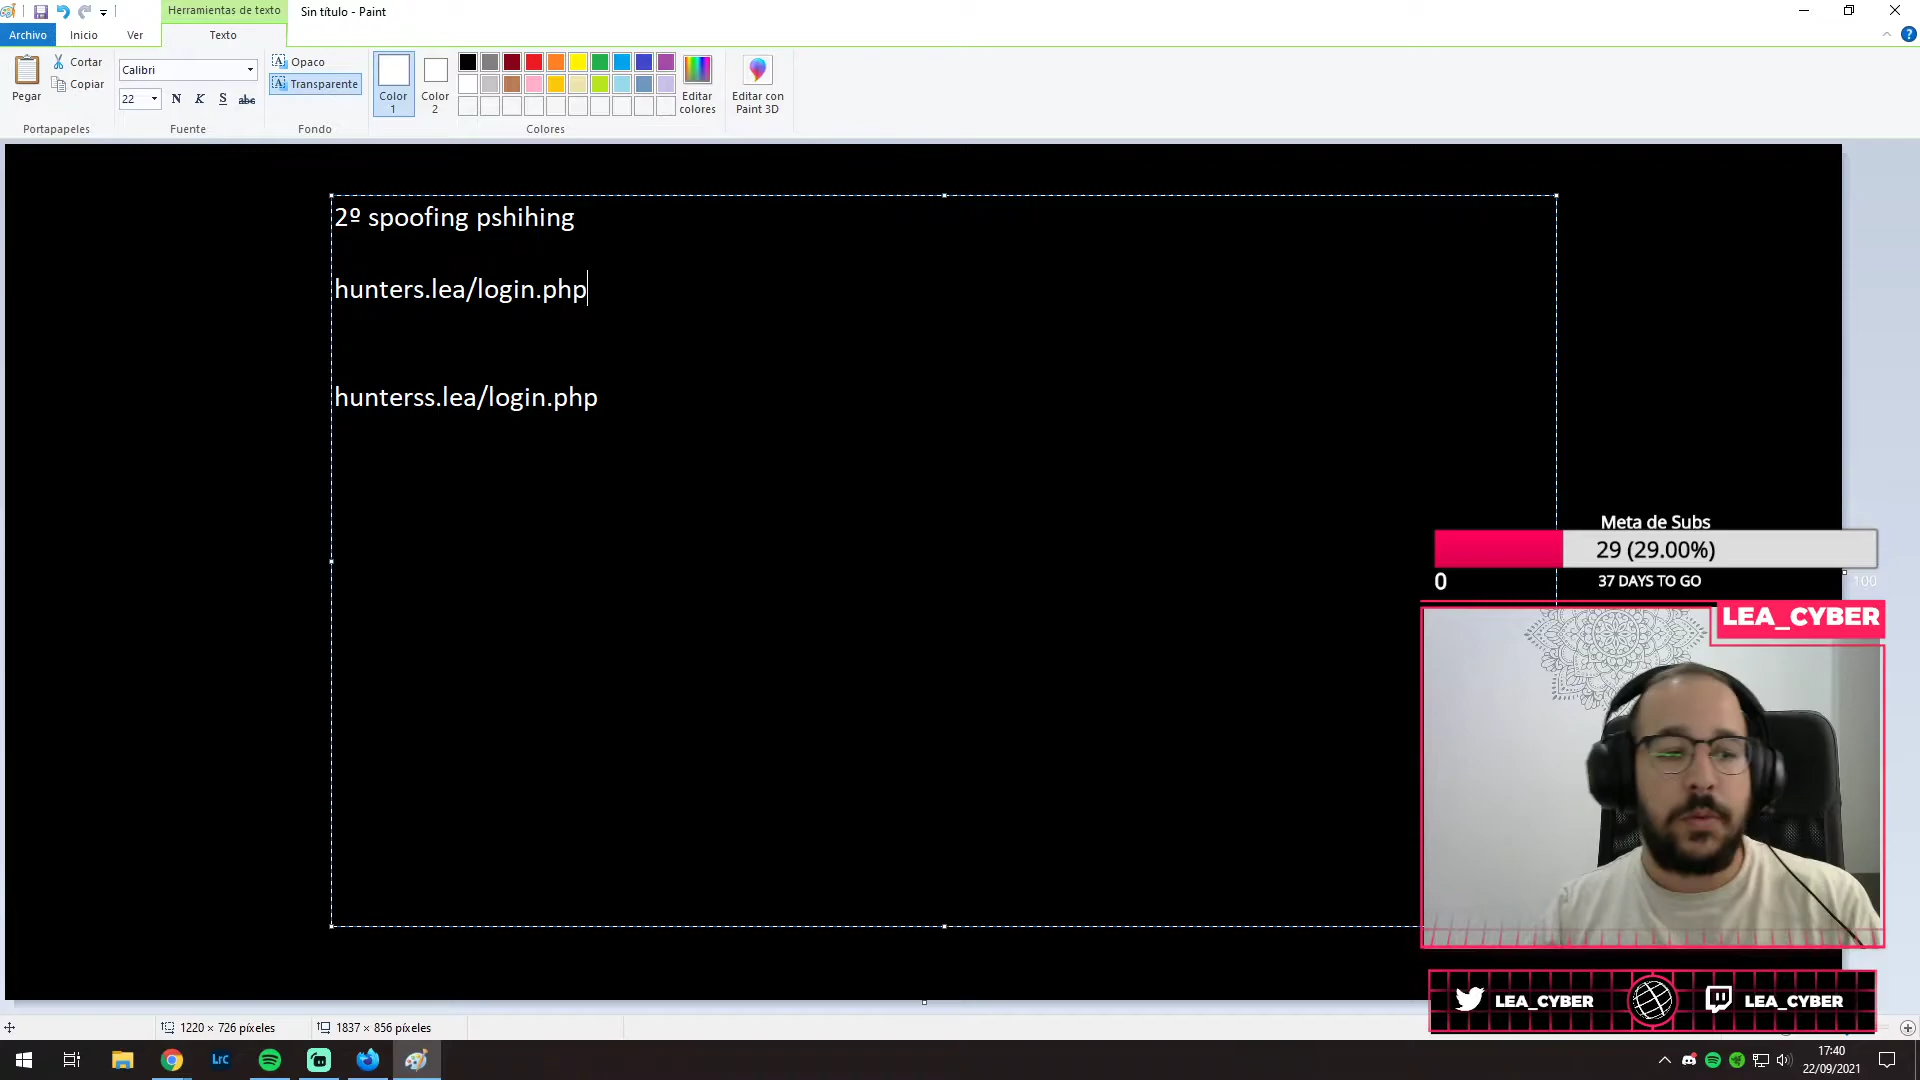 Herramientas de texto
Sin título - Paint
Archivo
Inicio
Ver
Texto
Pegar
Cortar
Copiar
Portapapeles
Calibri
22
N K S abc
Fuente
Opaco
Transparente
Fondo
Color 1
Color 2
Editar colores
Colores
Editar con Paint 3D
2º spoofing pshihing
hunters.lea/login.php
hunterss.lea/login.php
Meta de Subs
29 (29.00%)
0
37 DAYS TO GO
100
LEA_CYBER
LEA_CYBER
LEA_CYBER
1220 × 726 píxeles
1837 × 856 píxeles
Lrc
17:40
22/09/2021